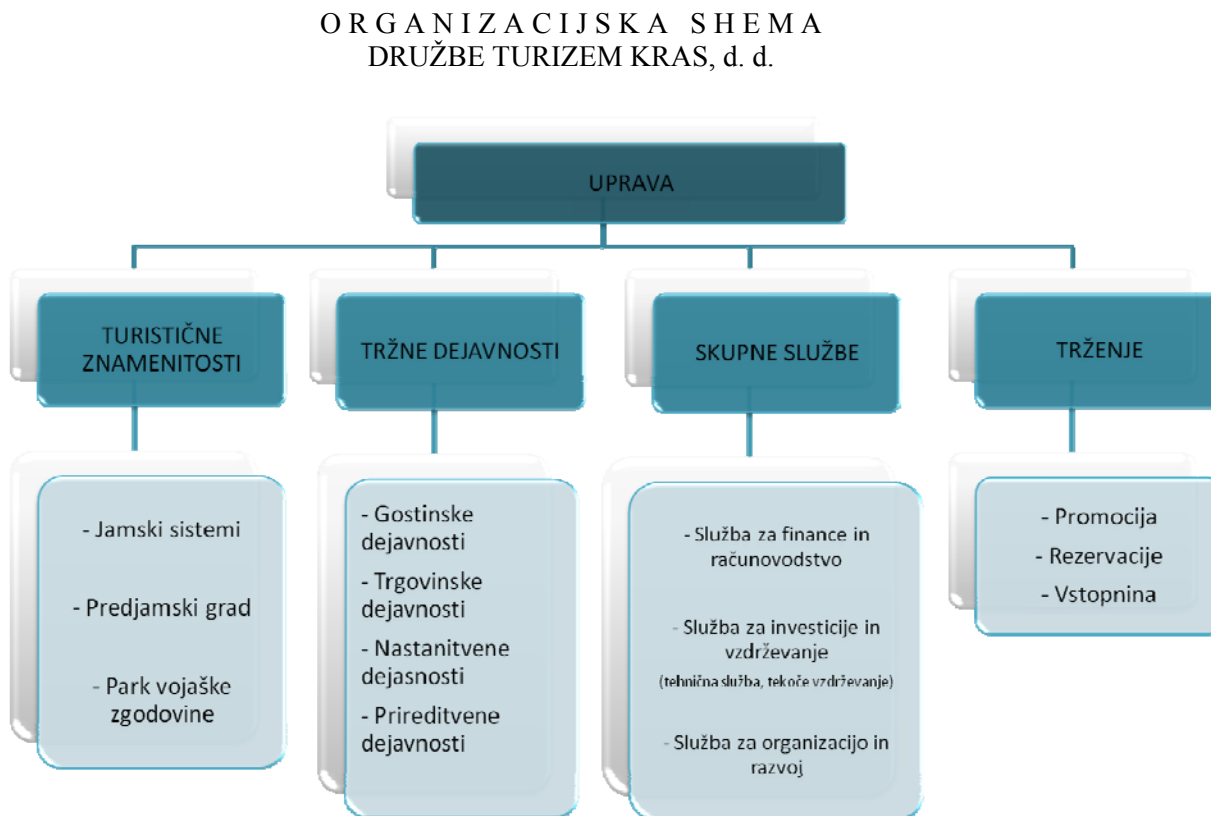 O R G A N I Z A C I J S K A   S H E M A
DRUŽBE TURIZEM KRAS, d. d.
UPRAVA
TURISTIČNE
ZNAMENITOSTI
TRŽNE DEJAVNOSTI
SKUPNE SLUŽBE
TRŽENJE
- Jamski sistemi
- Predjamski grad
- Park vojaške
zgodovine
- Gostinske
dejavnosti
- Trgovinske
dejavnosti
- Nastanitvene
dejasnosti
- Prireditvene
dejavnosti
- Služba za finance in
računovodstvo
- Služba za investicije in
vzdrževanje
(tehnična služba, tekoče vzdrževanje)
- Služba za organizacijo in
razvoj
- Promocija
- Rezervacije
- Vstopnina